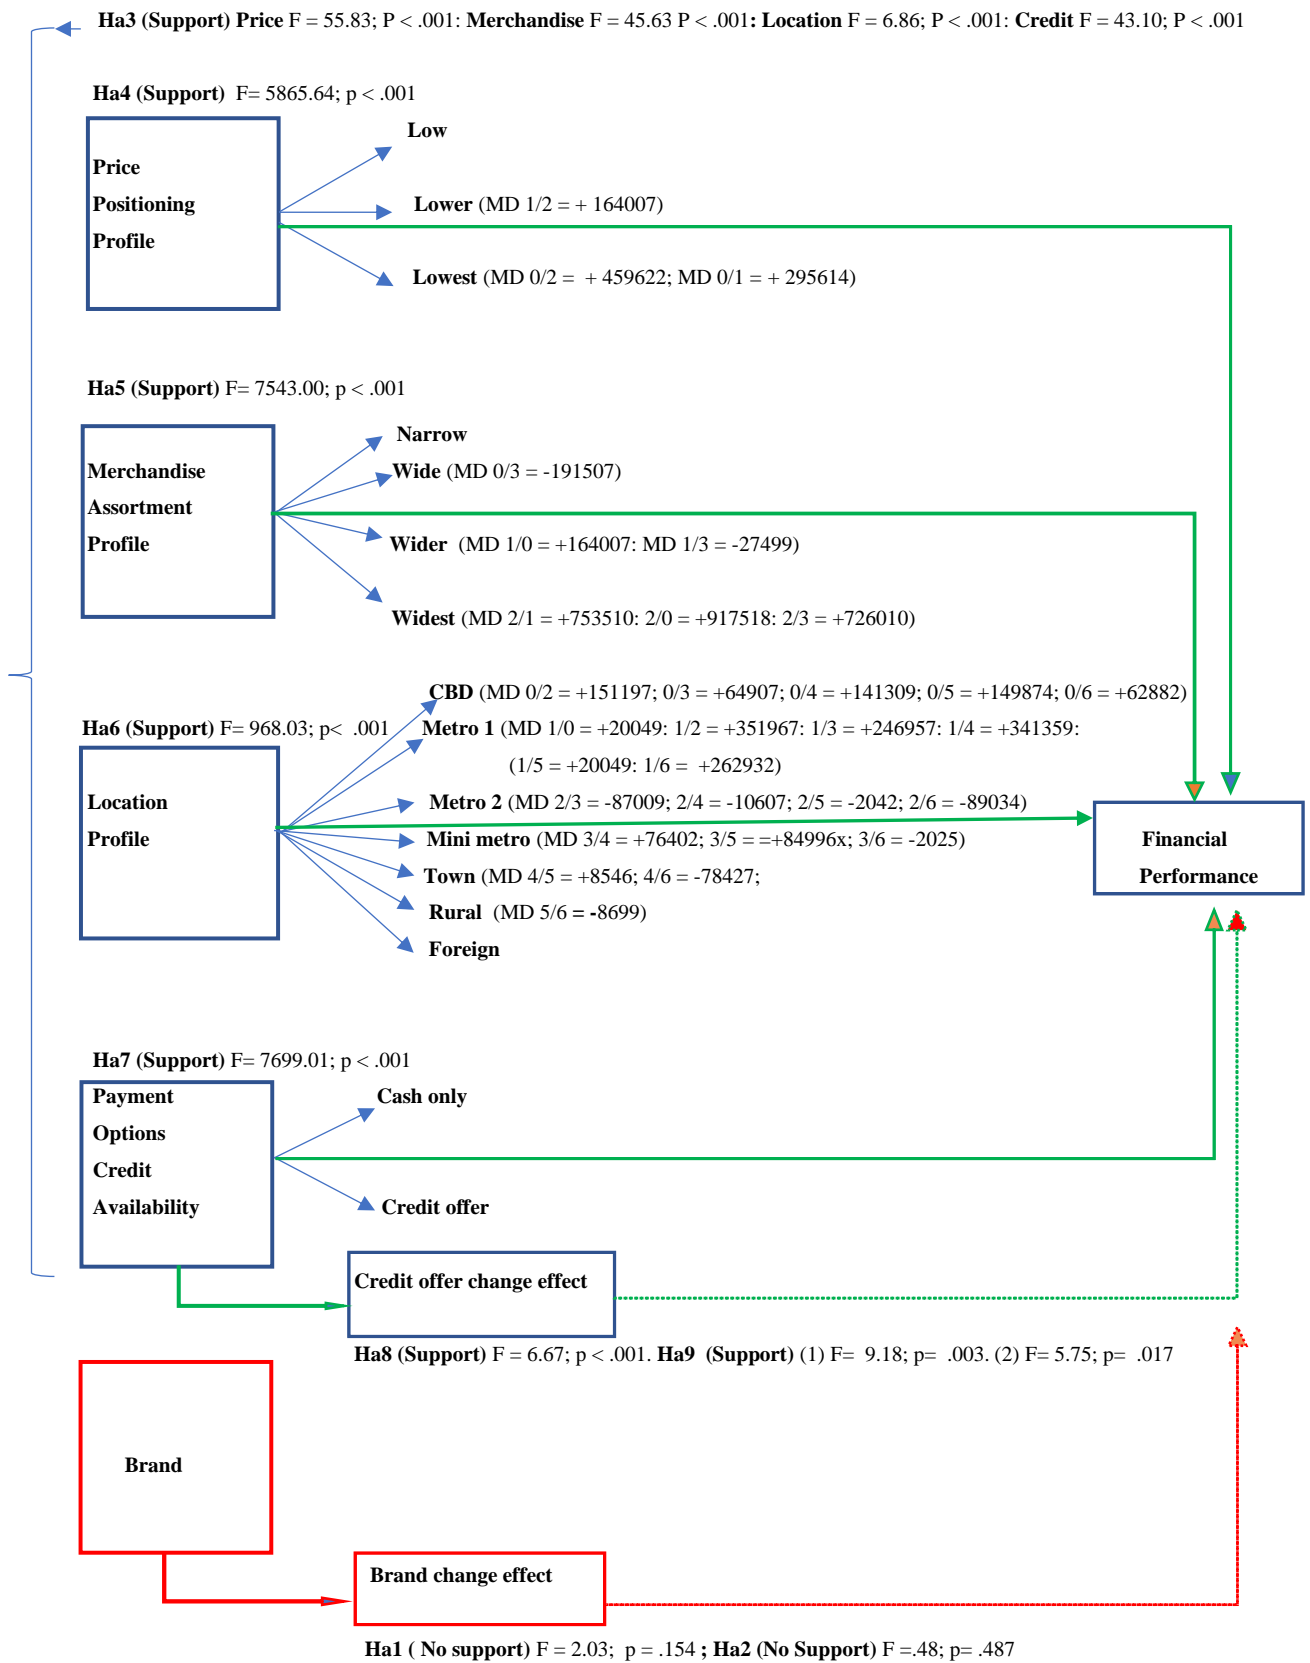 Ha3 (Support) Price F = 55.83; P < .001: Merchandise F = 45.63 P < .001: Location F = 6.86; P < .001: Credit F = 43.10; P < .001
Ha4 (Support) F= 5865.64; p < .001
Low
Price
Positioning
Profile
Lower (MD 1/2 = + 164007)
Lowest (MD 0/2 = + 459622; MD 0/1 = + 295614)
Ha5 (Support) F= 7543.00; p < .001
Narrow
Merchandise
Assortment
Profile
Wide (MD 0/3 = -191507)
Wider (MD 1/0 = +164007: MD 1/3 = -27499)
Widest (MD 2/1 = +753510: 2/0 = +917518: 2/3 = +726010)
CBD (MD 0/2 = +151197; 0/3 = +64907; 0/4 = +141309; 0/5 = +149874; 0/6 = +62882)
Ha6 (Support) F= 968.03; p< .001
Metro 1 (MD 1/0 = +20049: 1/2 = +351967: 1/3 = +246957: 1/4 = +341359:
(1/5 = +20049: 1/6 = +262932)
Location
Profile
Metro 2 (MD 2/3 = -87009; 2/4 = -10607; 2/5 = -2042; 2/6 = -89034)
Mini metro (MD 3/4 = +76402; 3/5 = =+84996x; 3/6 = -2025)
Town (MD 4/5 = +8546; 4/6 = -78427;
Rural (MD 5/6 = -8699)
Foreign
Financial
Performance
Ha7 (Support) F= 7699.01; p < .001
Payment
Options
Credit
Availability
Cash only
Credit offer
Credit offer change effect
Ha8 (Support) F = 6.67; p < .001. Ha9 (Support) (1) F= 9.18; p= .003. (2) F= 5.75; p= .017
Brand
Brand change effect
Ha1 ( No support) F = 2.03; p = .154 ; Ha2 (No Support) F =.48; p= .487